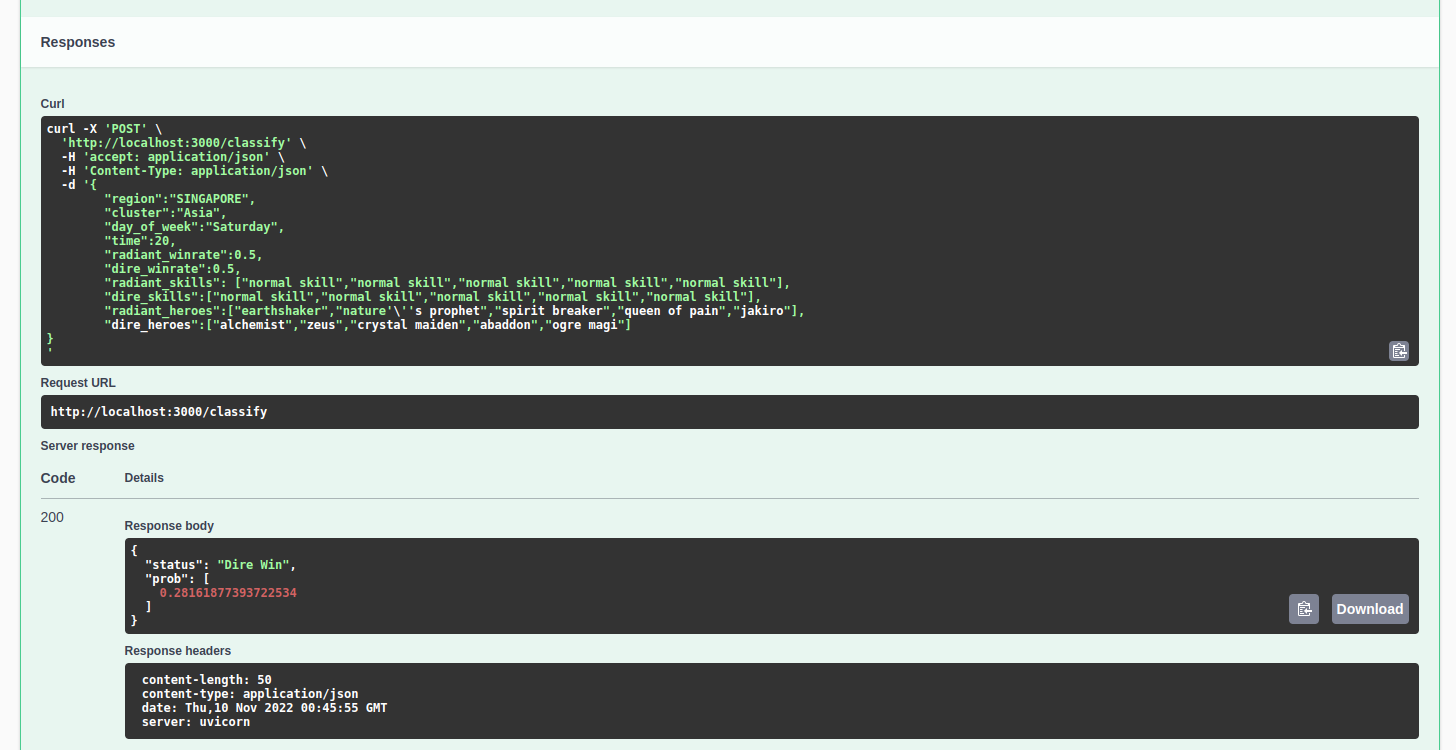 Responses
Curl
curl -X 'POST' \
  'http://localhost:3000/classify' \
  -H 'accept: application/json' \
  -H 'Content-Type: application/json' \
  -d '{
        "region":"SINGAPORE",
        "cluster":"Asia",
        "day_of_week":"Saturday",
        "time":20,
        "radiant_winrate":0.5,
        "dire_winrate":0.5,
        "radiant_skills": ["normal skill","normal skill","normal skill","normal skill","normal skill"],
        "dire_skills":["normal skill","normal skill","normal skill","normal skill","normal skill"],
        "radiant_heroes":["earthshaker","nature'\''s prophet","spirit breaker","queen of pain","jakiro"],
        "dire_heroes":["alchemist","zeus","crystal maiden","abaddon","ogre magi"]
}
'
Request URL
http://localhost:3000/classify
Server response
Code Details
200
Response body
{
  "status": "Dire Win",
  "prob": [
    0.28161877393722534
  ]
}
Download
Response headers
content-length: 50
content-type: application/json
date: Thu,10 Nov 2022 00:45:55 GMT
server: uvicorn